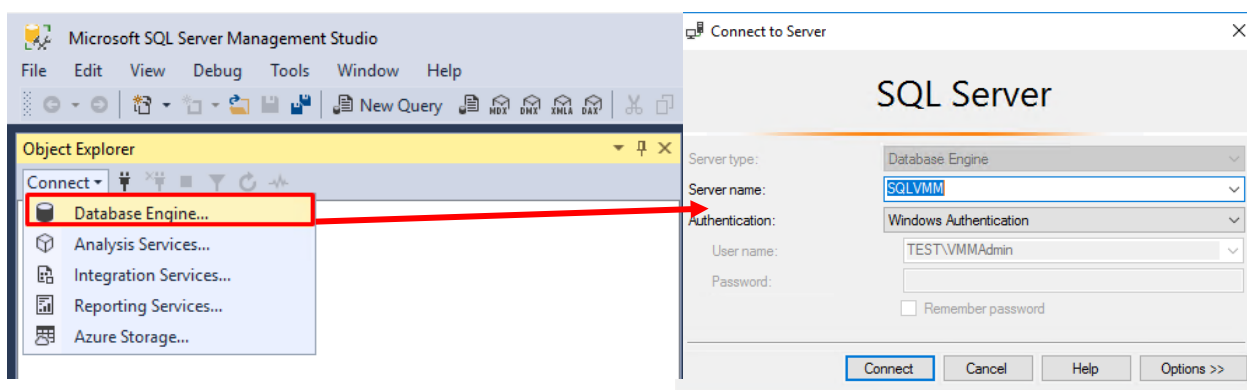 Microsoft SQL Server Management Studio
File Edit View Debug Tools Window Help
New Query MDX DMX XMLA DAX
Object Explorer
Connect
Database Engine...
Analysis Services...
Integration Services...
Reporting Services...
Azure Storage...
Connect to Server
SQL Server
Server type: Database Engine
Server name: SQLVMM
Authentication: Windows Authentication
User name: TEST\VMMAdmin
Password:
Remember password
Connect Cancel Help Options >>